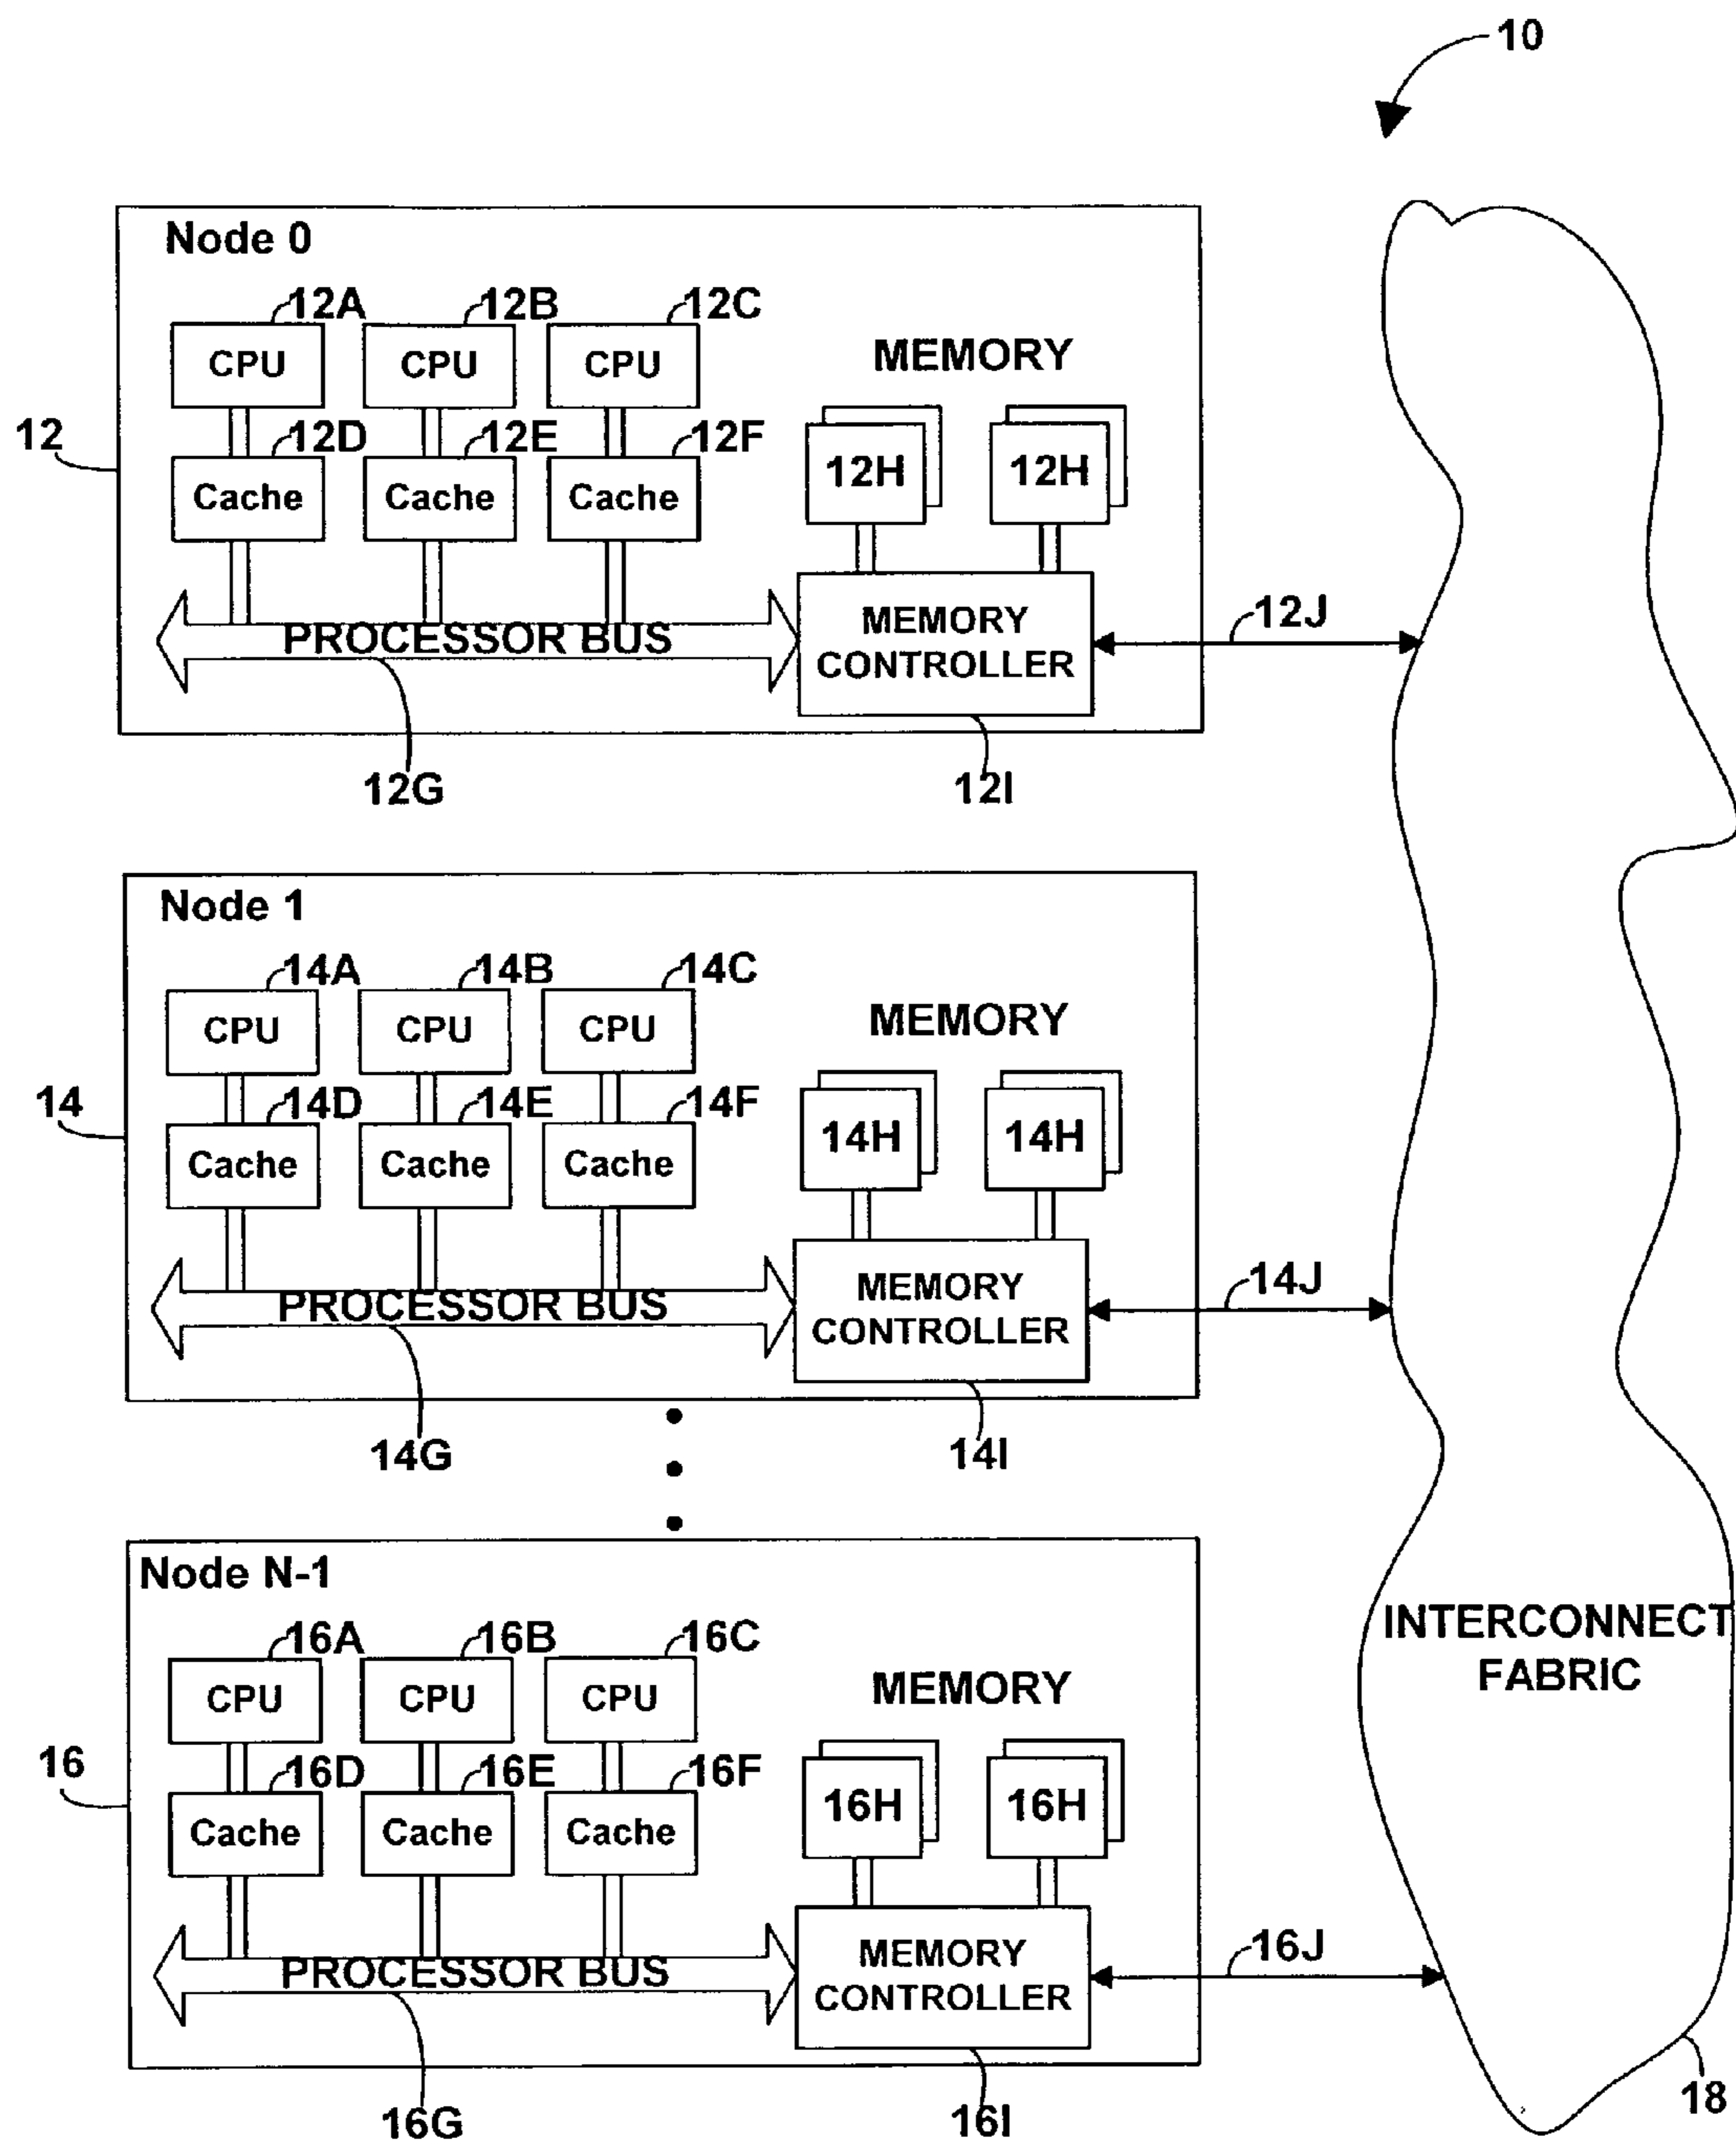 10
Node 0
12A 12B 12C
CPU CPU CPU
MEMORY
12
12D 12E 12F
Cache Cache Cache
12H 12H
PROCESSOR BUS
MEMORY
CONTROLLER
12J
12G
12I
Node 1
14A 14B 14C
CPU CPU CPU
MEMORY
14
14D 14E 14F
Cache Cache Cache
14H 14H
PROCESSOR BUS
MEMORY
CONTROLLER
14J
14G
14I
Node N-1
16A 16B 16C
CPU CPU CPU
MEMORY
16
16D 16E 16F
Cache Cache Cache
16H 16H
PROCESSOR BUS
MEMORY
CONTROLLER
16J
16G
16I
INTERCONNECT
FABRIC
18